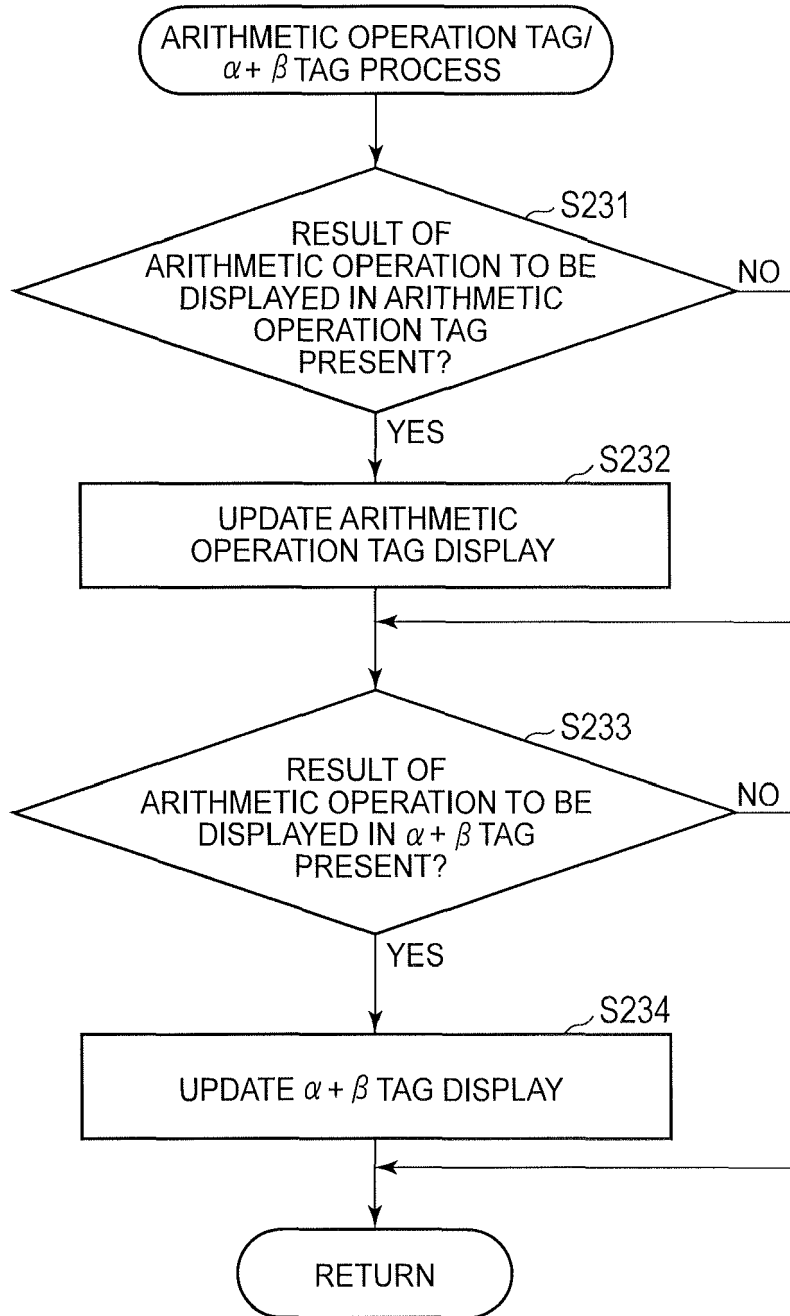 ARITHMETIC OPERATION TAG/
α + β TAG PROCESS
S231
RESULT OF
ARITHMETIC OPERATION TO BE
DISPLAYED IN ARITHMETIC
OPERATION TAG
PRESENT?
NO
YES
S232
UPDATE ARITHMETIC
OPERATION TAG DISPLAY
S233
RESULT OF
ARITHMETIC OPERATION TO BE
DISPLAYED IN α + β TAG
PRESENT?
NO
YES
S234
UPDATE α + β TAG DISPLAY
RETURN